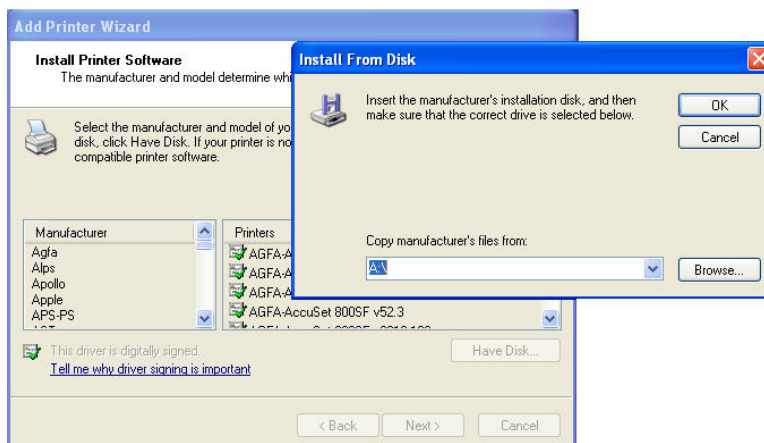 Add Printer Wizard
Install Printer Software
The manufacturer and model determine whi
Select the manufacturer and model of yo
disk, click Have Disk. If your printer is no
compatible printer software.
Manufacturer
Agfa
Alps
Apollo
Apple
APS-PS
Printers
AGFA-A
AGFA-A
AGFA-A
AGFA-AccuSet 800SF v52.3
This driver is digitally signed.
Tell me why driver signing is important
Have Disk...
< Back
Next >
Cancel
Install From Disk
Insert the manufacturer's installation disk, and then
make sure that the correct drive is selected below.
OK
Cancel
Copy manufacturer's files from:
A:\
Browse...